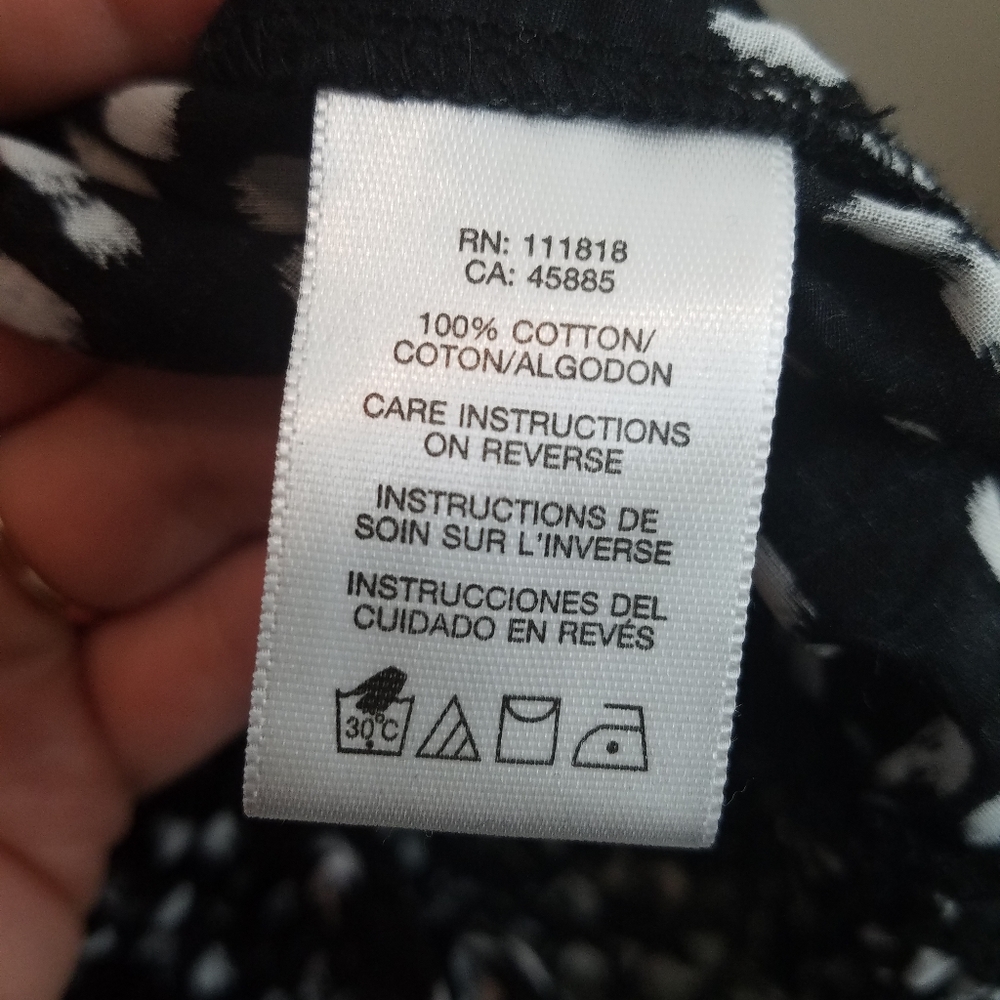 RN: 111818
CA: 45885
100% COTTON/
COTON/ALGODON
CARE INSTRUCTIONS
ON REVERSE
INSTRUCTIONS DE
SOIN SUR L'INVERSE
INSTRUCCIONES DEL
CUIDADO EN REVÉS
30°C